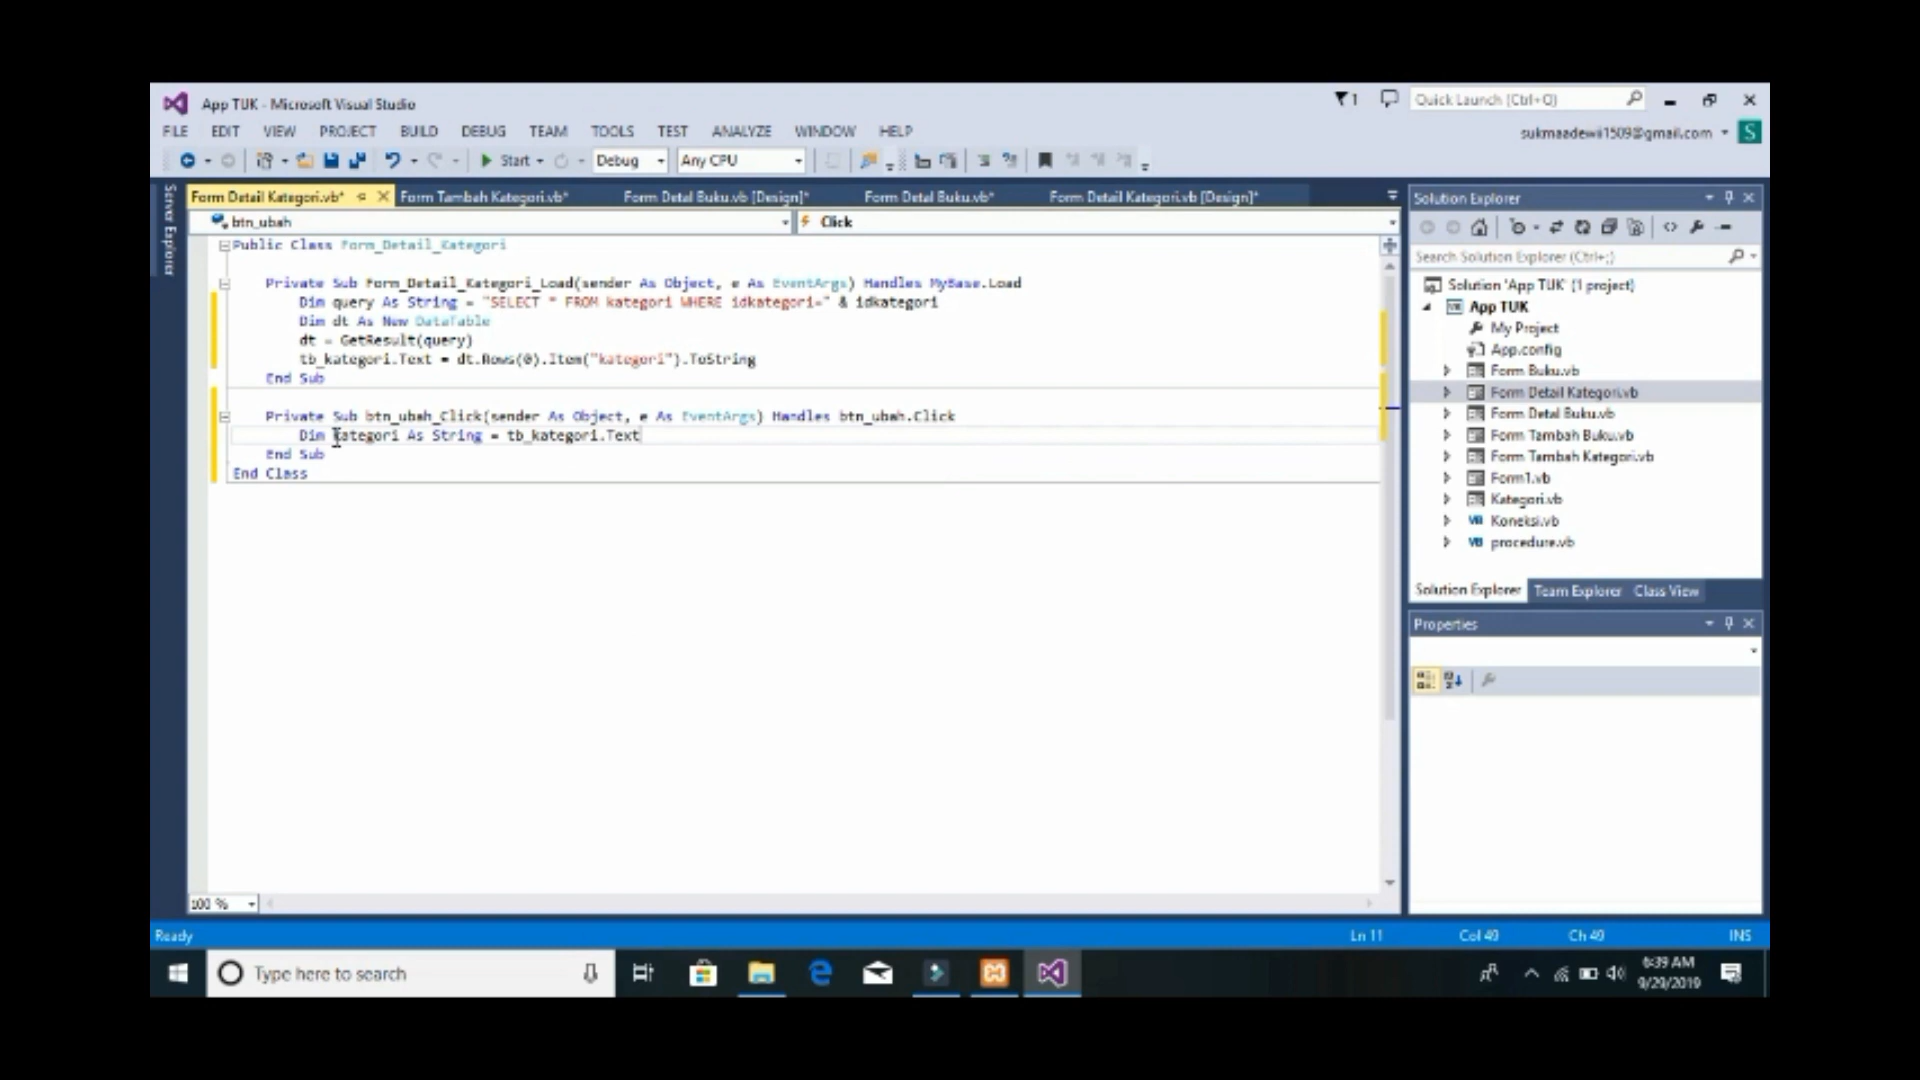 App TUK - Microsoft Visual Studio
1
Quick Launch (Ctrl+Q)
FILE EDIT VIEW PROJECT BUILD DEBUG TEAM TOOLS TEST ANALYZE WINDOW HELP
sukmaadewii1509@gmail.com
S
Start Debug Any CPU
Server Explorer
Form Detail Kategori.vb* Form Tambah Kategori.vb* Form Detal Buku.vb [Design]* Form Detal Buku.vb* Form Detail Kategori.vb [Design]*
btn_ubah Click
Public Class Form_Detail_Kategori
Private Sub Form_Detail_Kategori_Load(sender As Object, e As EventArgs) Handles MyBase.Load
Dim query As String = "SELECT * FROM kategori WHERE idkategori=" & idkategori
Dim dt As New DataTable
dt = GetResult(query)
tb_kategori.Text = dt.Rows(0).Item("kategori").ToString
End Sub
Private Sub btn_ubah_Click(sender As Object, e As EventArgs) Handles btn_ubah.Click
Dim kategori As String = tb_kategori.Text
End Sub
End Class
100 %
Solution Explorer
Search Solution Explorer (Ctrl+;)
Solution 'App TUK' (1 project)
App TUK
My Project
App.config
Form Buku.vb
Form Detail Kategori.vb
Form Detal Buku.vb
Form Tambah Buku.vb
Form Tambah Kategori.vb
Form1.vb
Kategori.vb
VB Koneksi.vb
VB procedure.vb
Solution Explorer Team Explorer Class View
Properties
Ready Ln 11 Col 49 Ch 49 INS
Type here to search
6:39 AM
9/29/2019